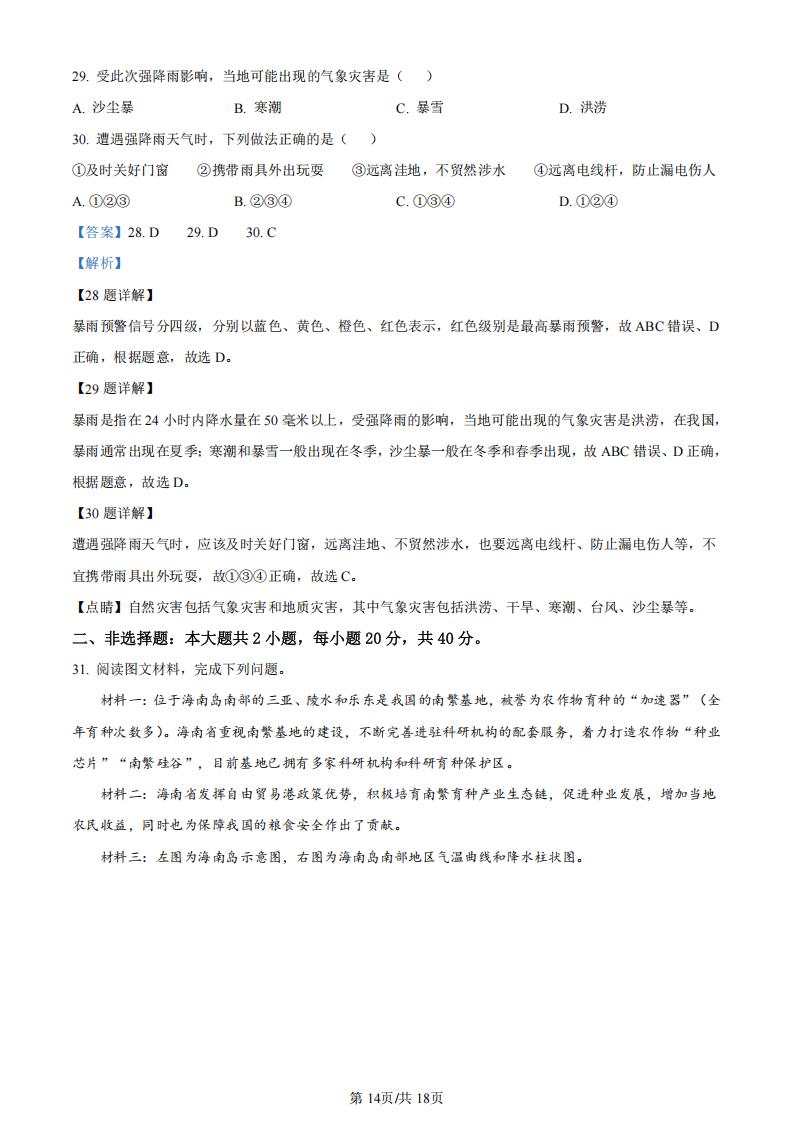 29. 受此次强降雨影响，当地可能出现的气象灾害是（　　）
A. 沙尘暴 B. 寒潮 C. 暴雪 D. 洪涝
30. 遭遇强降雨天气时，下列做法正确的是（　　）
①及时关好门窗 ②携带雨具外出玩耍 ③远离洼地，不贸然涉水 ④远离电线杆，防止漏电伤人
A. ①②③ B. ②③④ C. ①③④ D. ①②④
【答案】28. D 29. D 30. C
【解析】
【28 题详解】
暴雨预警信号分四级，分别以蓝色、黄色、橙色、红色表示，红色级别是最高暴雨预警，故 ABC 错误、D
正确，根据题意，故选 D。
【29 题详解】
暴雨是指在 24 小时内降水量在 50 毫米以上，受强降雨的影响，当地可能出现的气象灾害是洪涝，在我国，
暴雨通常出现在夏季；寒潮和暴雪一般出现在冬季，沙尘暴一般在冬季和春季出现，故 ABC 错误、D 正确，
根据题意，故选 D。
【30 题详解】
遭遇强降雨天气时，应该及时关好门窗，远离洼地、不贸然涉水，也要远离电线杆、防止漏电伤人等，不
宜携带雨具出外玩耍，故①③④正确，故选 C。
【点睛】自然灾害包括气象灾害和地质灾害，其中气象灾害包括洪涝、干旱、寒潮、台风、沙尘暴等。
二、非选择题：本大题共 2 小题，每小题 20 分，共 40 分。
31. 阅读图文材料，完成下列问题。
材料一：位于海南岛南部的三亚、陵水和乐东是我国的南繁基地，被誉为农作物育种的“加速器”（全
年育种次数多）。海南省重视南繁基地的建设，不断完善进驻科研机构的配套服务，着力打造农作物“种业
芯片”“南繁硅谷”，目前基地已拥有多家科研机构和科研育种保护区。
材料二：海南省发挥自由贸易港政策优势，积极培育南繁育种产业生态链，促进种业发展，增加当地
农民收益，同时也为保障我国的粮食安全作出了贡献。
材料三：左图为海南岛示意图，右图为海南岛南部地区气温曲线和降水柱状图。
第 14页/共 18页